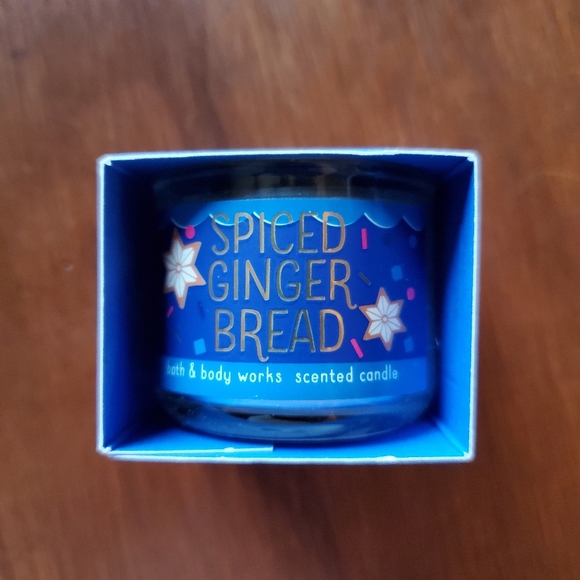 SPICED
GINGER
BREAD
bath & body works scented candle